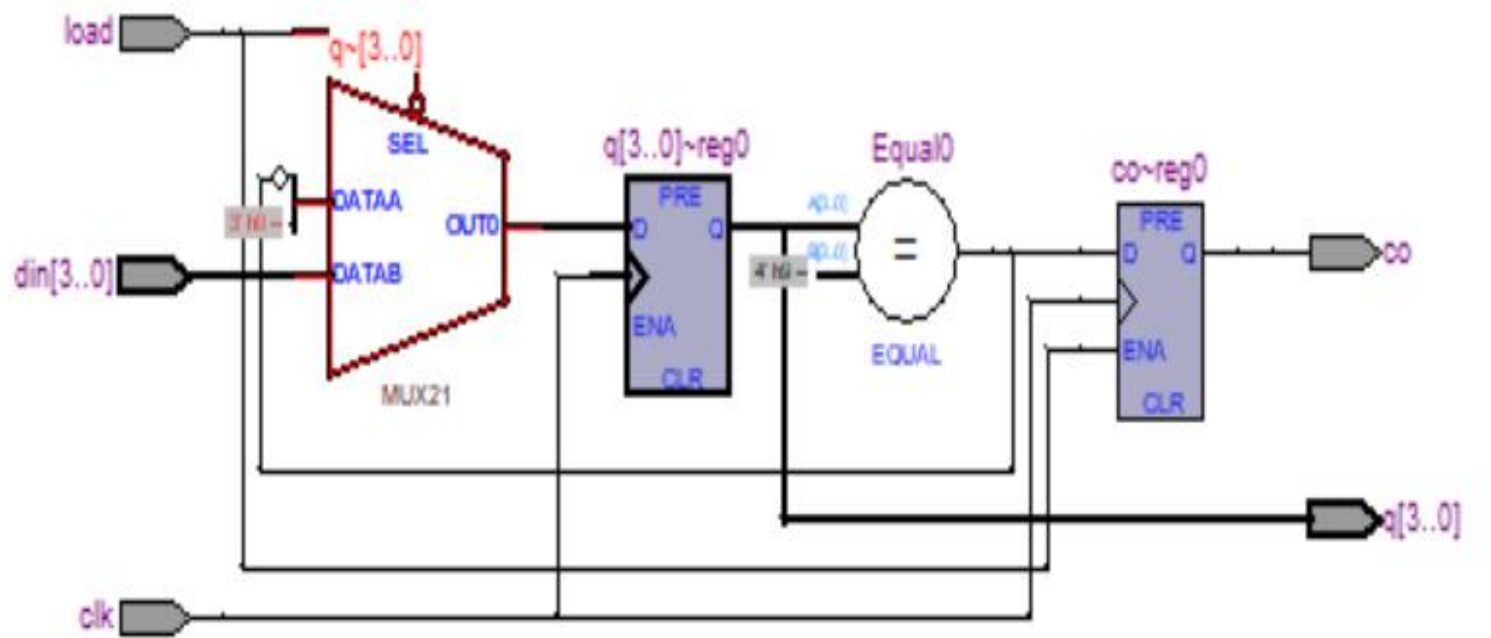 load
q~[3..0]
SEL
DATAA
OUT0
din[3..0]
DATAB
MUX21
q[3..0]~reg0
PRE
D
Q
ENA
CLR
Equal0
=
EQUAL
co~reg0
PRE
D
Q
ENA
CLR
co
q[3..0]
clk